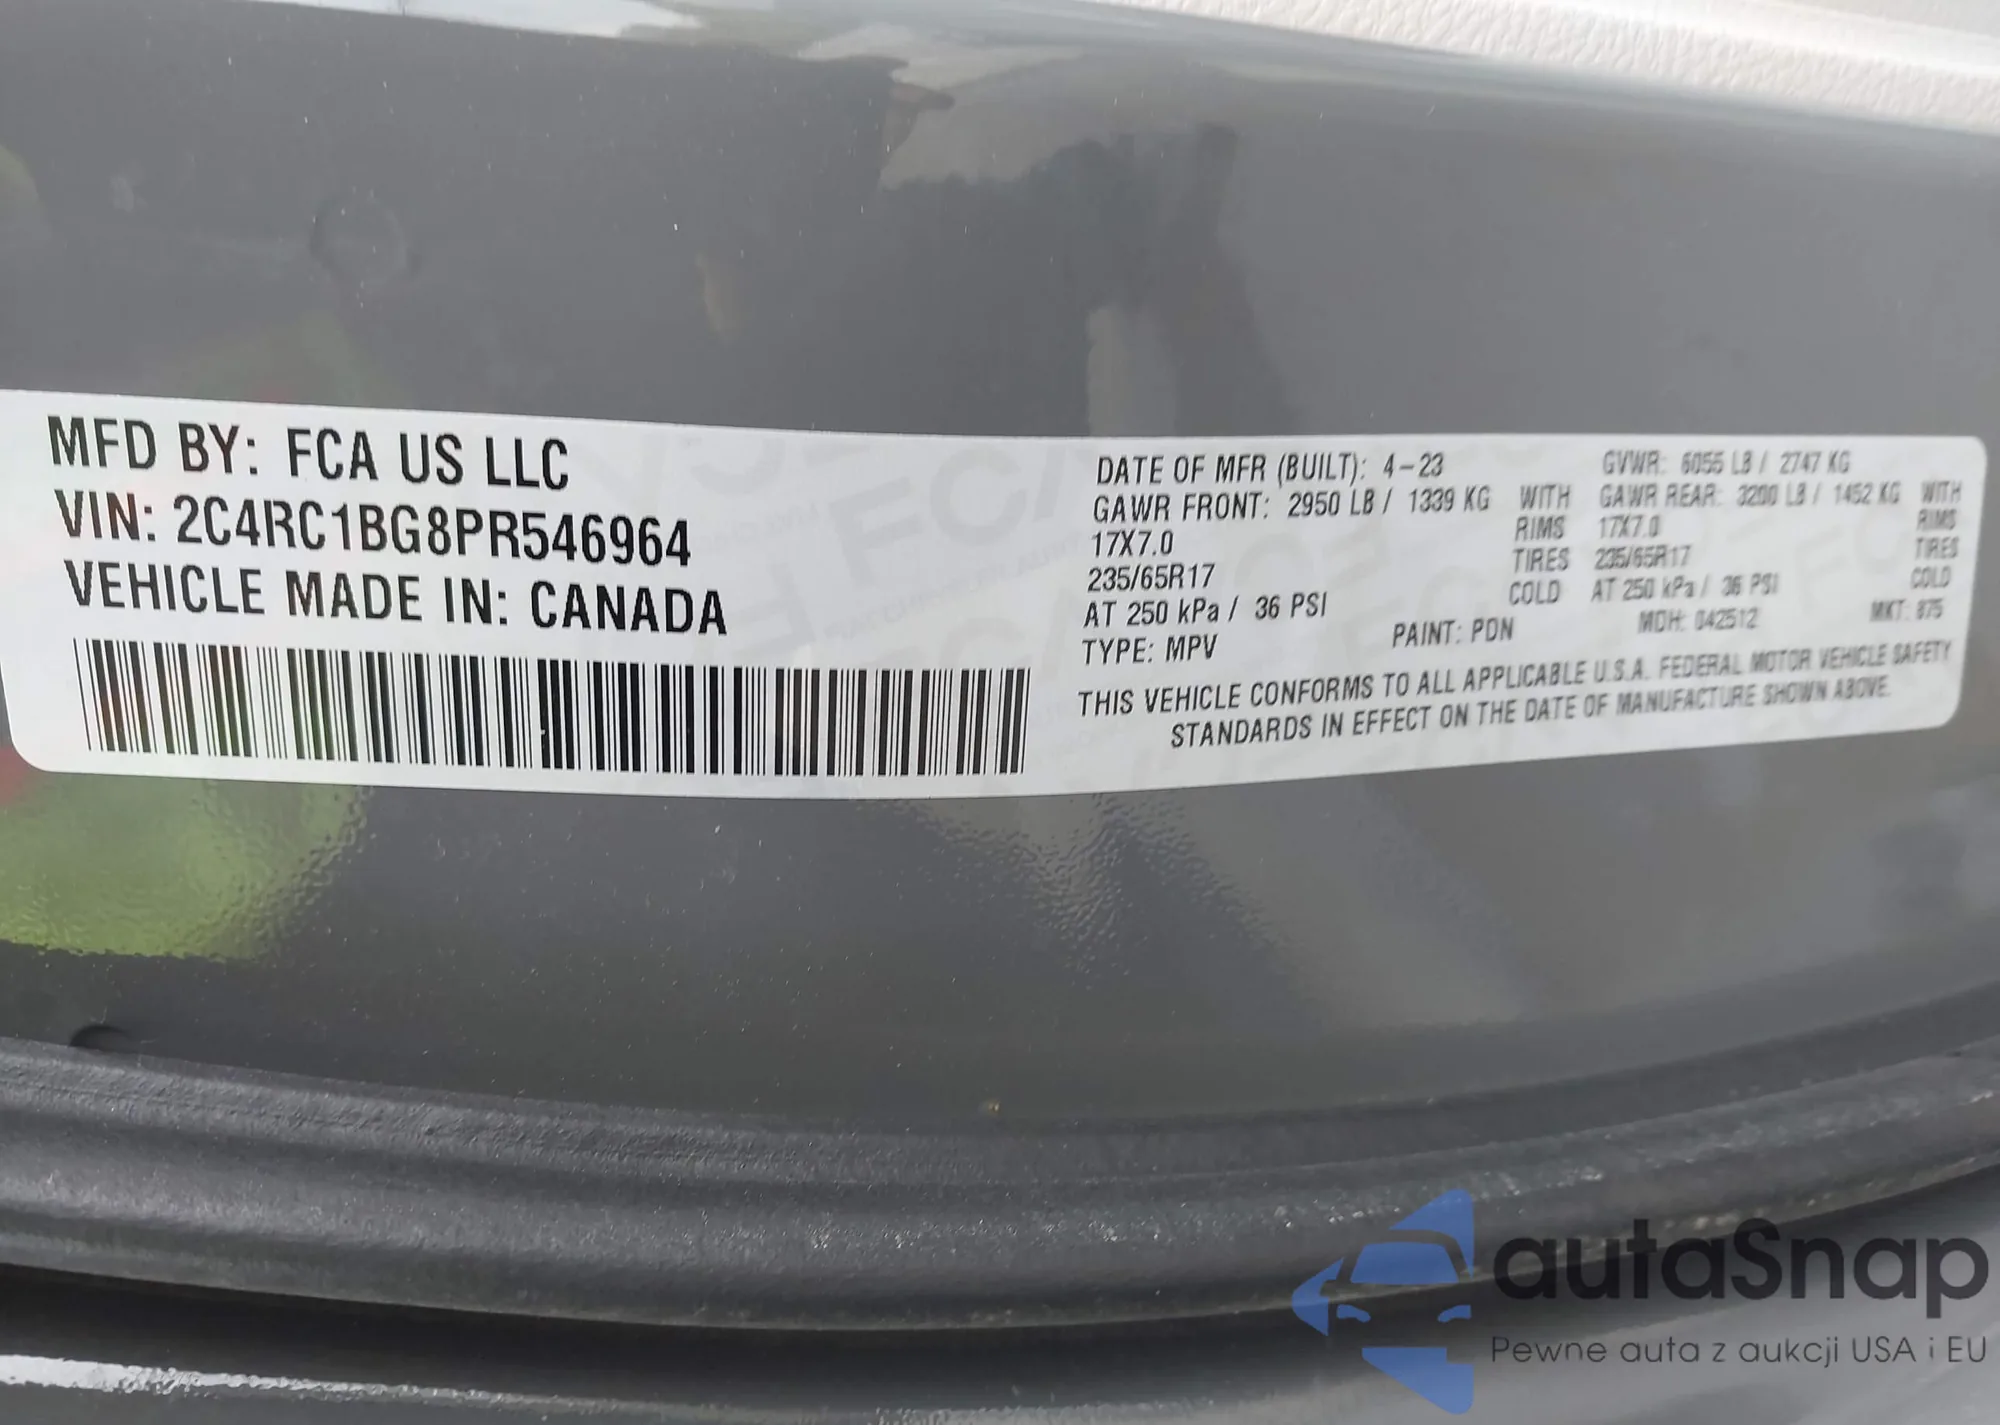 MFD BY: FCA US LLC
VIN: 2C4RC1BG8PR546964
VEHICLE MADE IN: CANADA
DATE OF MFR (BUILT): 4-23 GVWR: 6055 LB / 2747 KG
GAWR FRONT: 2950 LB / 1339 KG WITH GAWR REAR: 3200 LB / 1452 KG WITH
17X7.0 RIMS 17X7.0 RIMS
235/65R17 TIRES 235/65R17 TIRES
AT 250 kPa / 36 PSI COLD AT 250 kPa / 36 PSI COLD
TYPE: MPV PAINT: PDN MDH: 042512 MKT: 875
THIS VEHICLE CONFORMS TO ALL APPLICABLE U.S.A. FEDERAL MOTOR VEHICLE SAFETY
STANDARDS IN EFFECT ON THE DATE OF MANUFACTURE SHOWN ABOVE.
autaSnap
Pewne auta z aukcji USA i EU